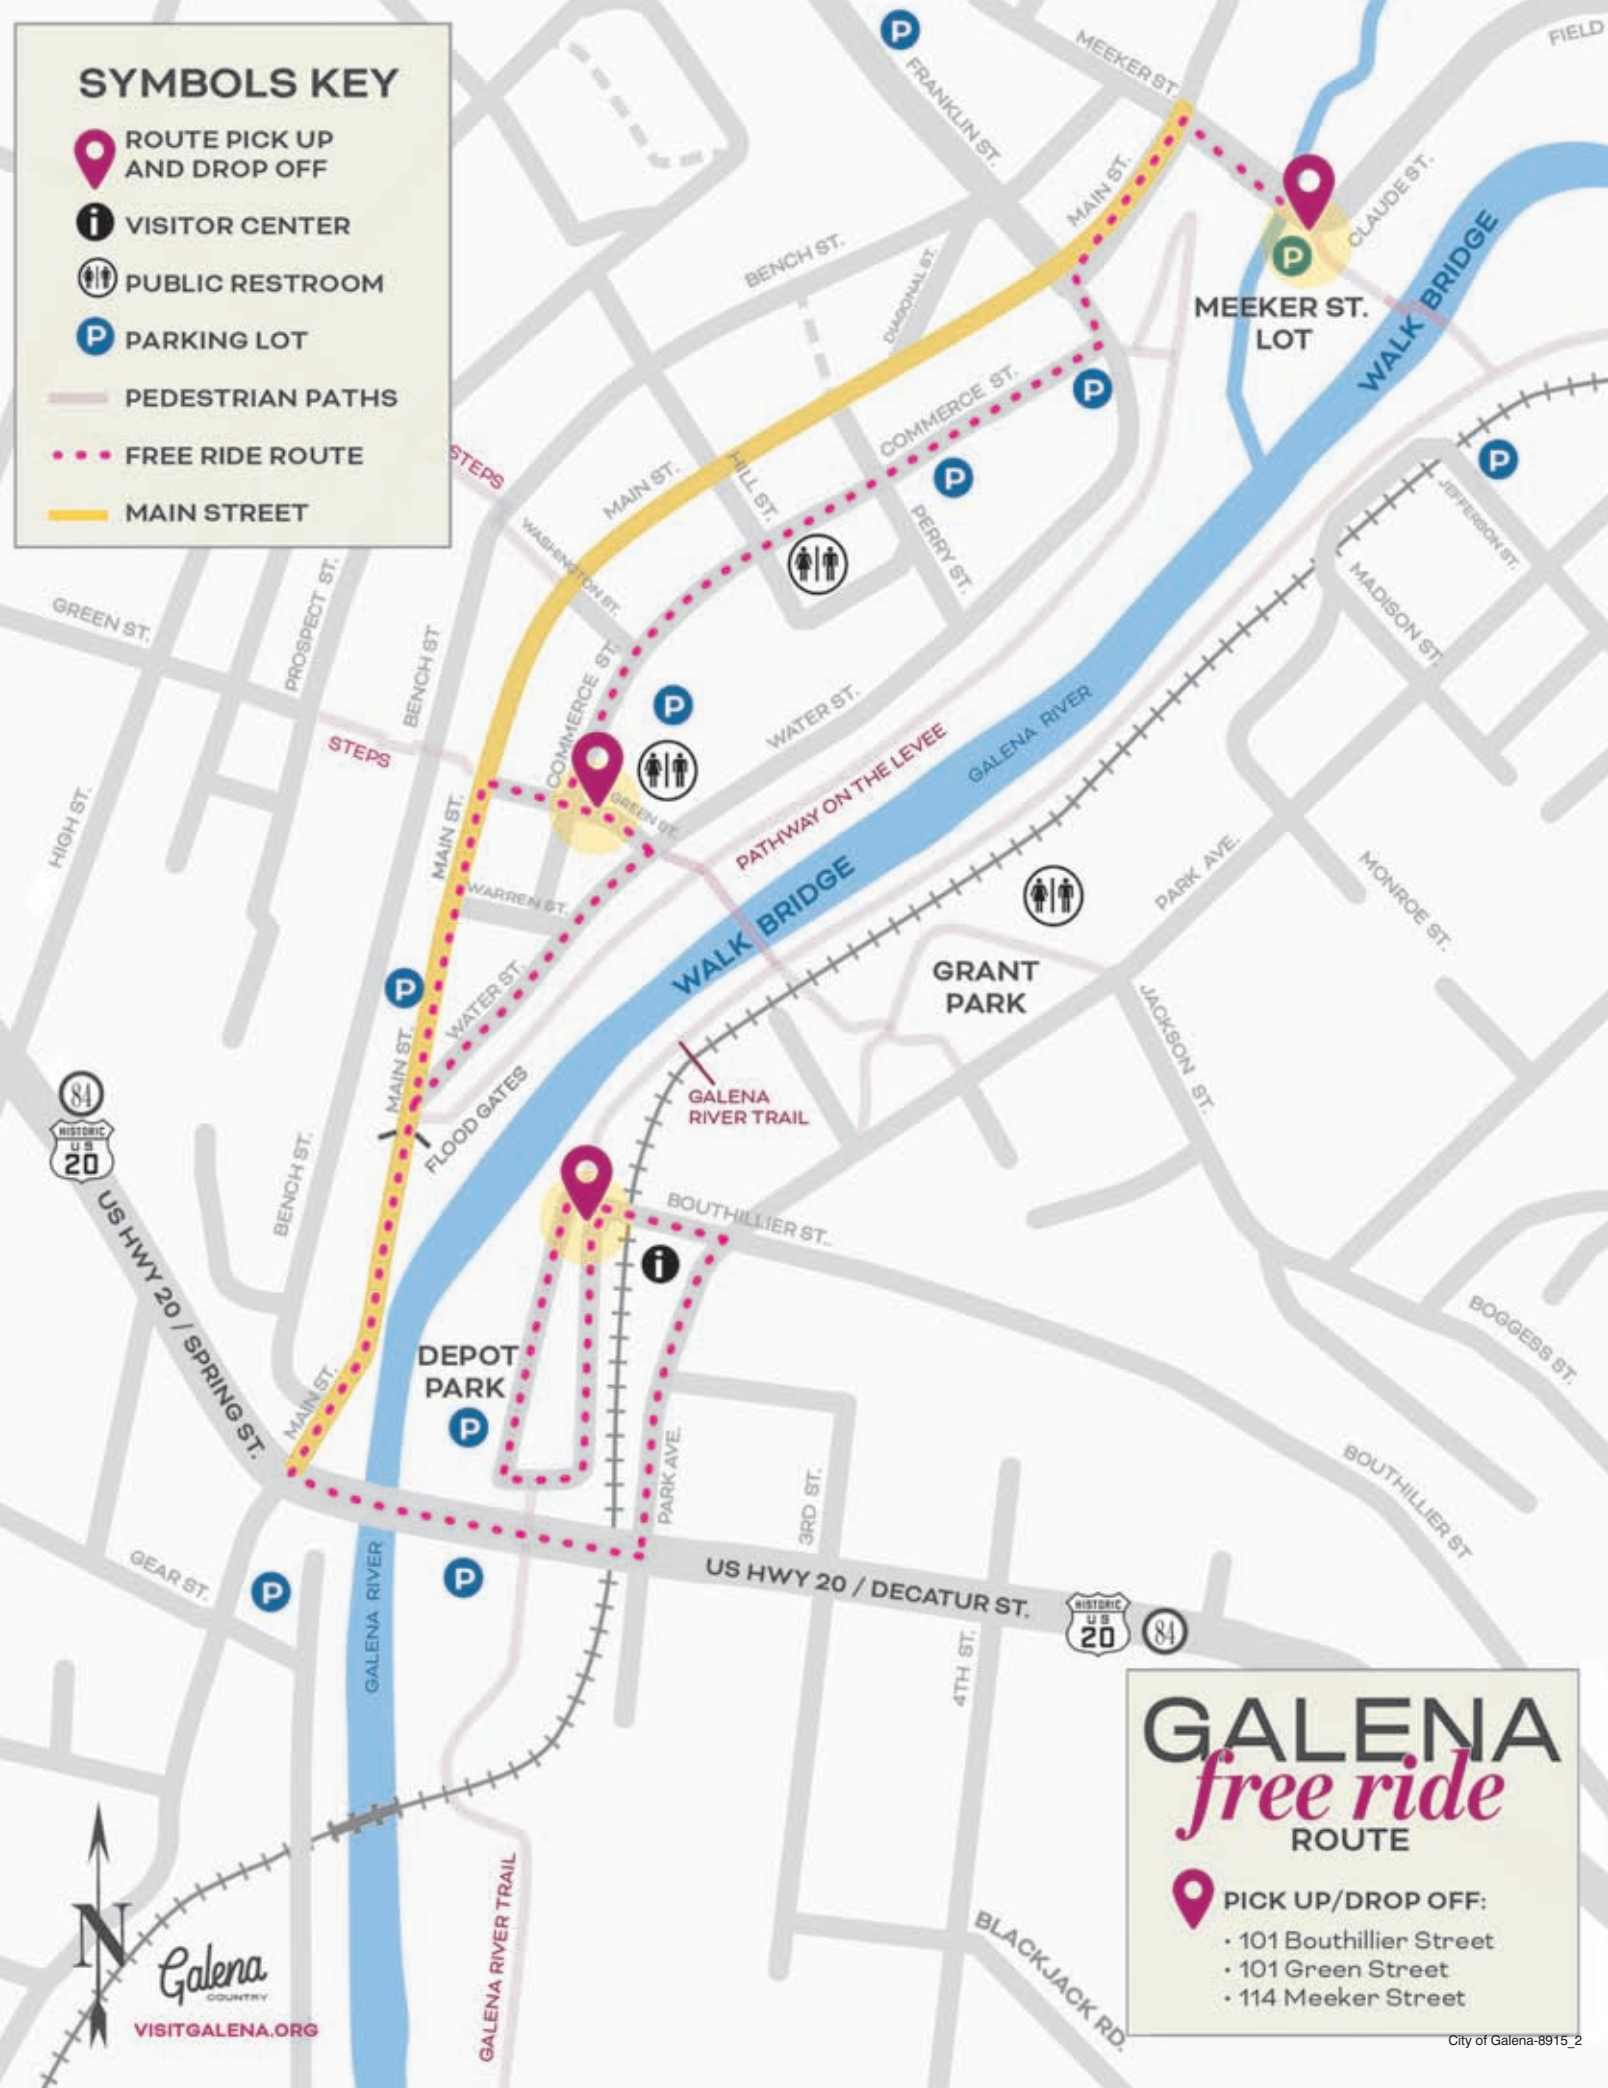 SYMBOLS KEY
ROUTE PICK UP
AND DROP OFF
i
VISITOR CENTER
PUBLIC RESTROOM
P
PARKING LOT
PEDESTRIAN PATHS
FREE RIDE ROUTE
MAIN STREET
P
MEEKER ST.
FIELD
FRANKLIN ST.
MAIN ST.
CLAUDE ST.
P
MEEKER ST.
LOT
WALK BRIDGE
BENCH ST.
DIAGONAL ST.
COMMERCE ST.
P
P
P
STEPS
MAIN ST.
HILL ST.
PERRY ST.
JEFFERSON ST.
WASHINGTON ST.
MADISON ST.
GREEN ST.
PROSPECT ST.
BENCH ST
COMMERCE ST.
P
WATER ST.
GALENA RIVER
STEPS
PATHWAY ON THE LEVEE
HIGH ST.
MAIN ST.
GREEN ST.
WARREN ST.
WALK BRIDGE
PARK AVE.
MONROE ST.
GRANT
PARK
P
WATER ST.
JACKSON ST.
MAIN ST.
FLOOD GATES
GALENA
RIVER TRAIL
84
HISTORIC
US
20
BENCH ST.
US HWY 20 / SPRING ST.
BOUTHILLIER ST..
i
BOGGESS ST.
DEPOT
PARK
P
MAIN ST.
PARK AVE.
3RD ST.
BOUTHILLIER ST
GEAR ST.
P
P
GALENA RIVER
US HWY 20 / DECATUR ST.
HISTORIC
US
20
84
4TH ST.
GALENA
free ride
ROUTE
PICK UP/DROP OFF:
• 101 Bouthillier Street
• 101 Green Street
• 114 Meeker Street
N
Galena
COUNTRY
VISITGALENA.ORG
GALENA RIVER TRAIL
BLACKJACK RD.
City of Galena-8915_2